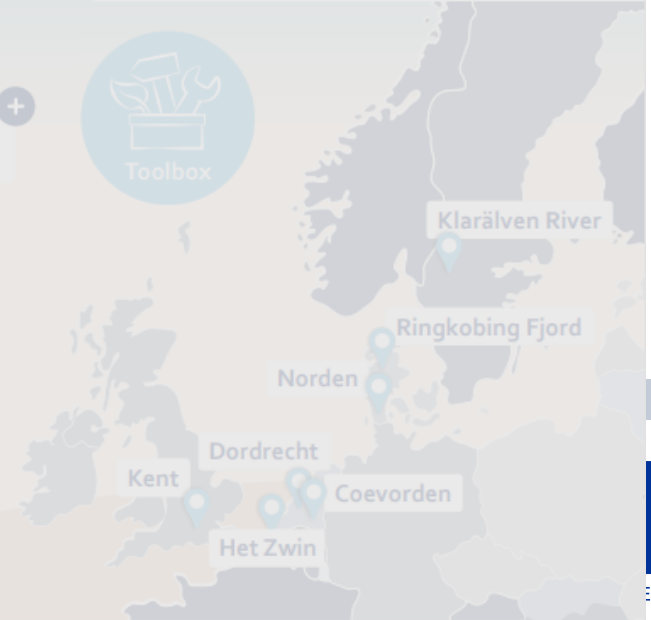 Toolbox
Klarälven River
Ringkobing Fjord
Norden
Dordrecht
Kent
Coevorden
Het Zwin
E